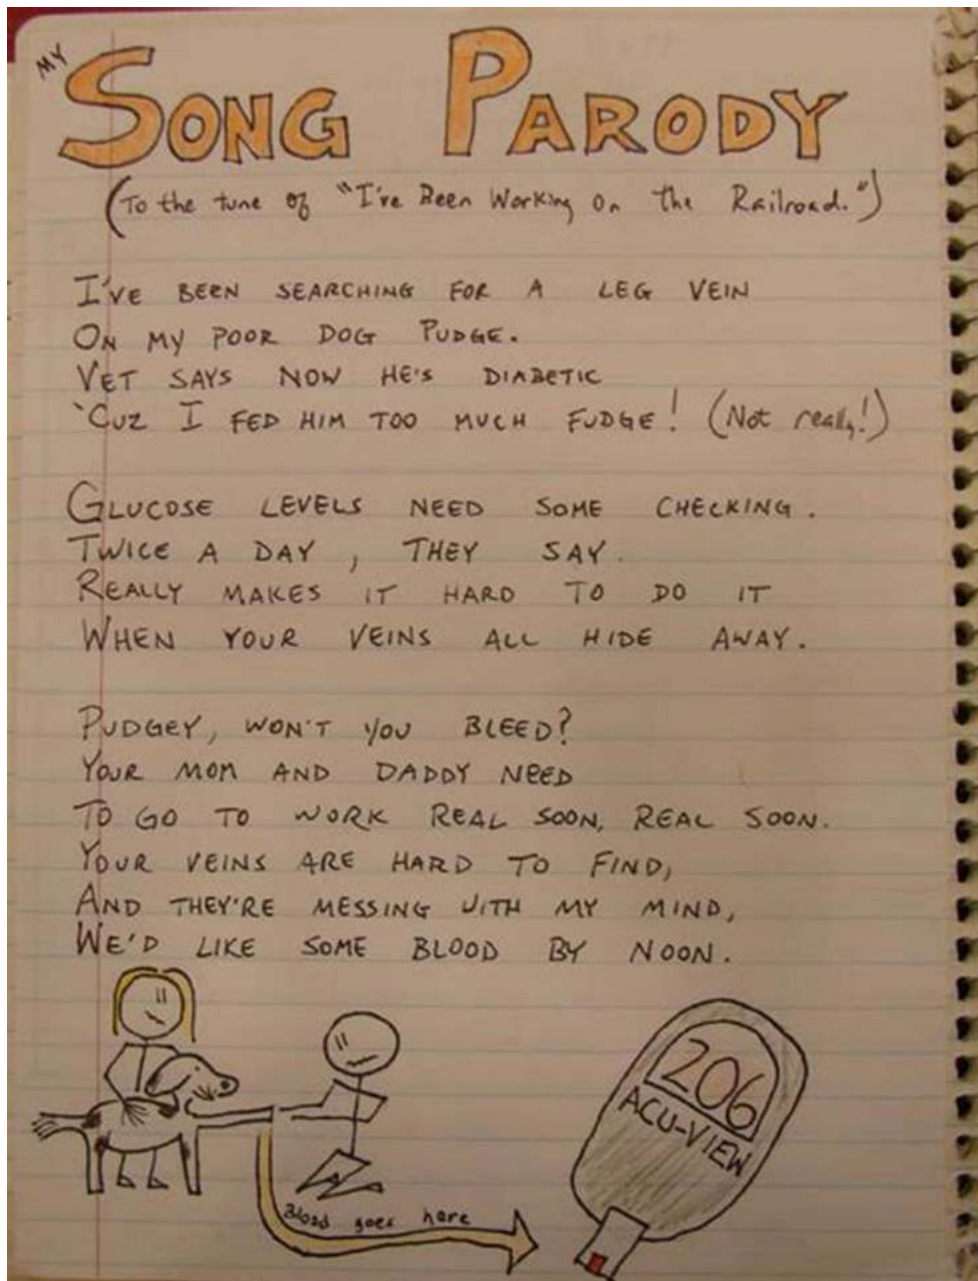 MY SONG PARODY
(To the tune of "I've Been Working On The Railroad.")
I'VE BEEN SEARCHING FOR A LEG VEIN
ON MY POOR DOG PUDGE.
VET SAYS NOW HE'S DIABETIC
'CUZ I FED HIM TOO MUCH FUDGE! (Not really!)
GLUCOSE LEVELS NEED SOME CHECKING.
TWICE A DAY, THEY SAY.
REALLY MAKES IT HARD TO DO IT
WHEN YOUR VEINS ALL HIDE AWAY.
PUDGEY, WON'T YOU BLEED?
YOUR MOM AND DADDY NEED
TO GO TO WORK REAL SOON, REAL SOON.
YOUR VEINS ARE HARD TO FIND,
AND THEY'RE MESSING WITH MY MIND,
WE'D LIKE SOME BLOOD BY NOON.
206
ACU-VIEW
Blood goes here